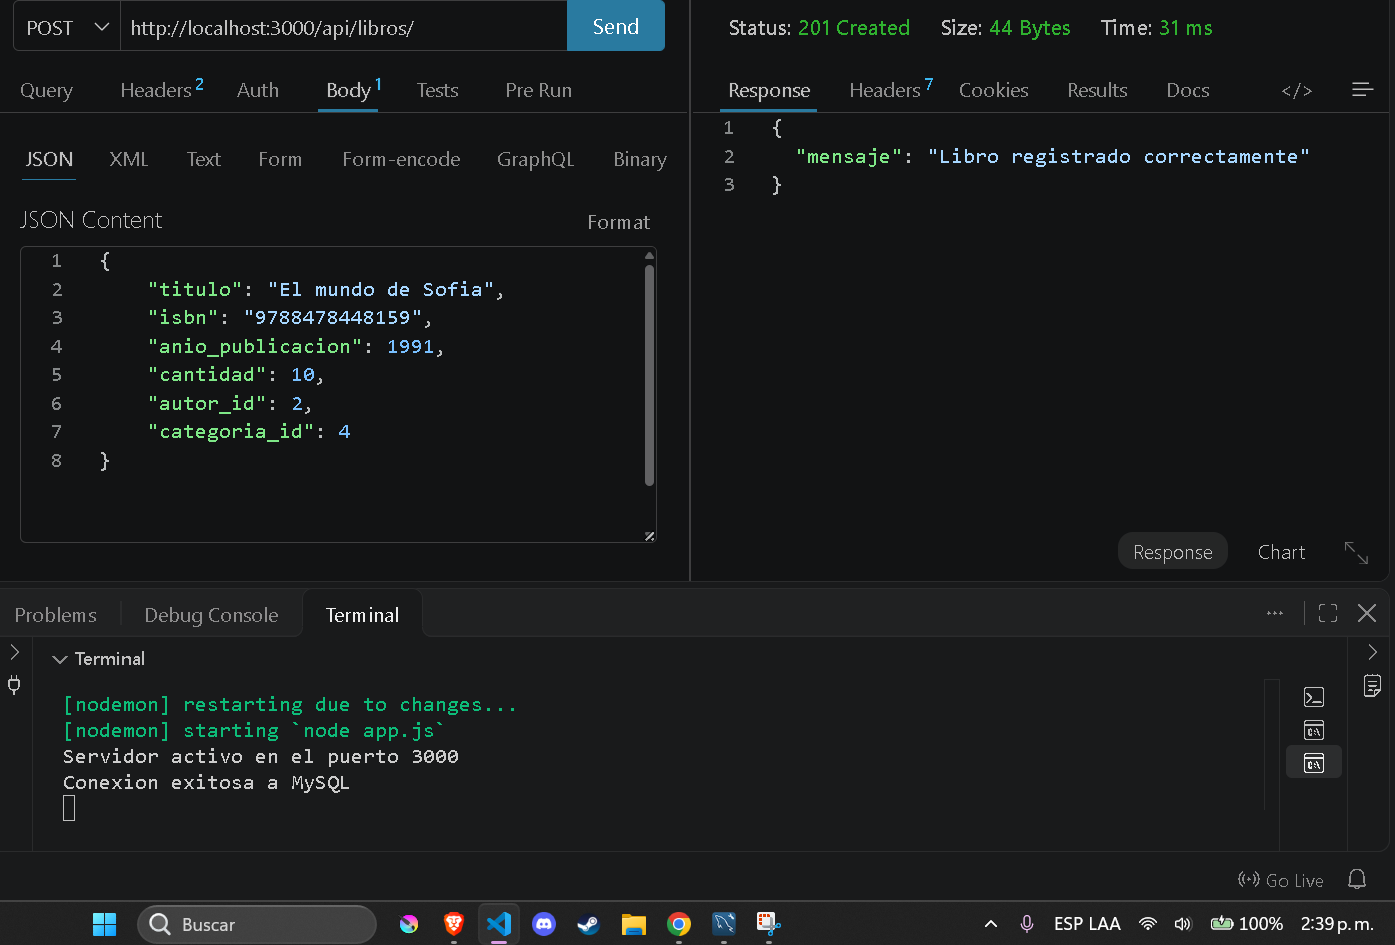 POST http://localhost:3000/api/libros/ Send
Status: 201 Created Size: 44 Bytes Time: 31 ms
Query Headers 2 Auth Body 1 Tests Pre Run
Response Headers 7 Cookies Results Docs </>
JSON XML Text Form Form-encode GraphQL Binary
JSON Content Format
1 {
2 "titulo": "El mundo de Sofia",
3 "isbn": "9788478448159",
4 "anio_publicacion": 1991,
5 "cantidad": 10,
6 "autor_id": 2,
7 "categoria_id": 4
8 }
1 {
2 "mensaje": "Libro registrado correctamente"
3 }
Response Chart
Problems Debug Console Terminal
Terminal
[nodemon] restarting due to changes...
[nodemon] starting `node app.js`
Servidor activo en el puerto 3000
Conexion exitosa a MySQL
Go Live
Buscar
ESP LAA 100% 2:39 p. m.